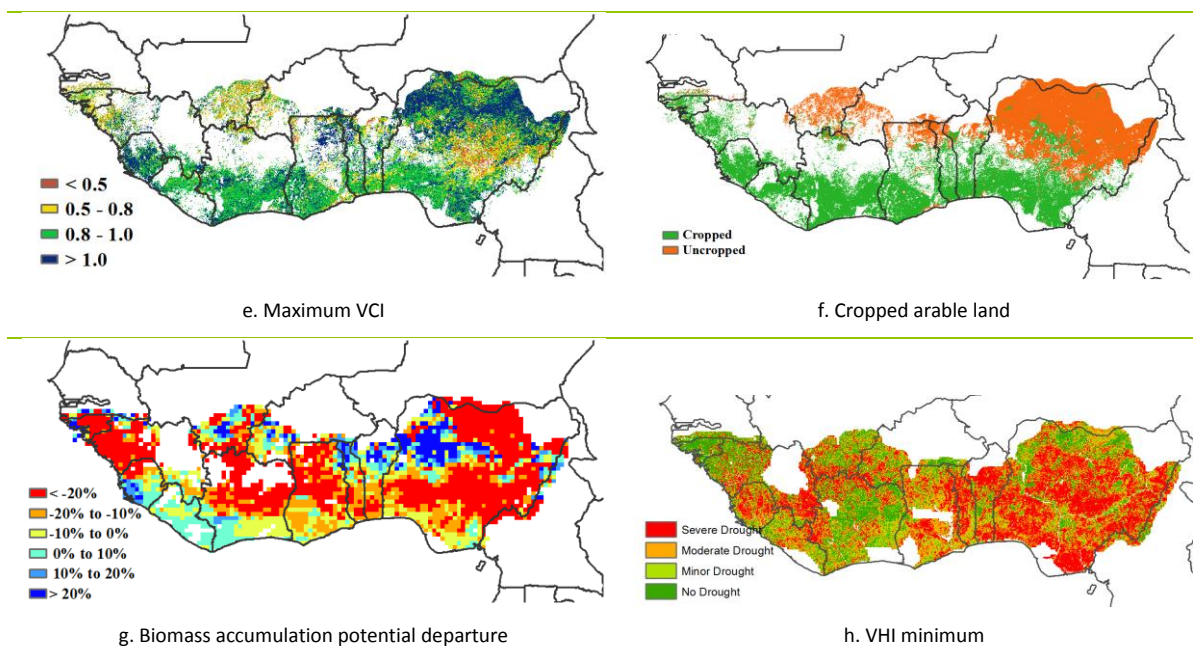 < 0.5
0.5 - 0.8
0.8 - 1.0
> 1.0
e. Maximum VCI
Cropped
Uncropped
f. Cropped arable land
< -20%
-20% to -10%
-10% to 0%
0% to 10%
10% to 20%
> 20%
g. Biomass accumulation potential departure
Severe Drought
Moderate Drought
Minor Drought
No Drought
h. VHI minimum